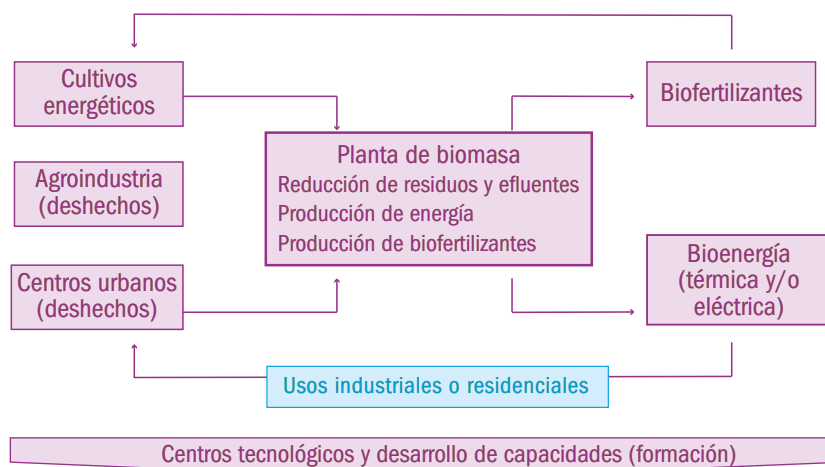 Cultivos
energéticos
Biofertilizantes
Planta de biomasa
Reducción de residuos y efluentes
Producción de energía
Producción de biofertilizantes
Agroindustria
(deshechos)
Centros urbanos
(deshechos)
Bioenergía
(térmica y/o
eléctrica)
Usos industriales o residenciales
Centros tecnológicos y desarrollo de capacidades (formación)